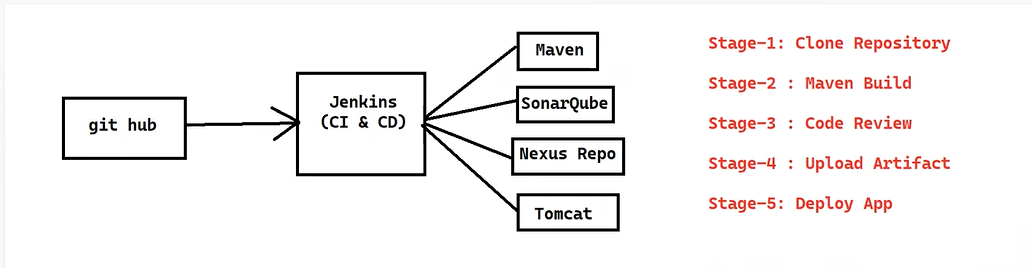 git hub
Jenkins
(CI & CD)
Maven
SonarQube
Nexus Repo
Tomcat
Stage-1: Clone Repository
Stage-2 : Maven Build
Stage-3 : Code Review
Stage-4 : Upload Artifact
Stage-5: Deploy App